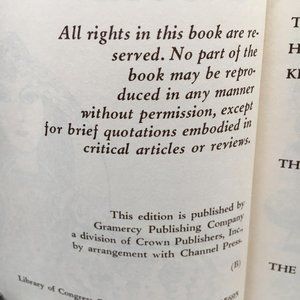 All rights in this book are re-
served. No part of the
book may be repro-
duced in any manner
without permission, except
for brief quotations embodied in
critical articles or reviews.
This edition is published by
Gramercy Publishing Company
a division of Crown Publishers, Inc.,
by arrangement with Channel Press.
(B)
Library of Congress
T
H
K
TH
THE